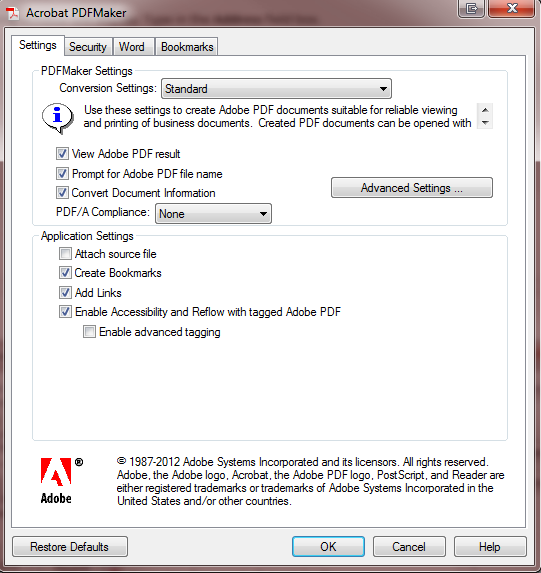 Acrobat PDFMaker
Settings Security Word Bookmarks
PDFMaker Settings
Conversion Settings: Standard
Use these settings to create Adobe PDF documents suitable for reliable viewing
and printing of business documents. Created PDF documents can be opened with
View Adobe PDF result
Prompt for Adobe PDF file name
Convert Document Information
Advanced Settings ...
PDF/A Compliance: None
Application Settings
Attach source file
Create Bookmarks
Add Links
Enable Accessibility and Reflow with tagged Adobe PDF
Enable advanced tagging
Adobe
®
© 1987-2012 Adobe Systems Incorporated and its licensors. All rights reserved.
Adobe, the Adobe logo, Acrobat, the Adobe PDF logo, PostScript, and Reader are
either registered trademarks or trademarks of Adobe Systems Incorporated in the
United States and/or other countries.
Restore Defaults OK Cancel Help